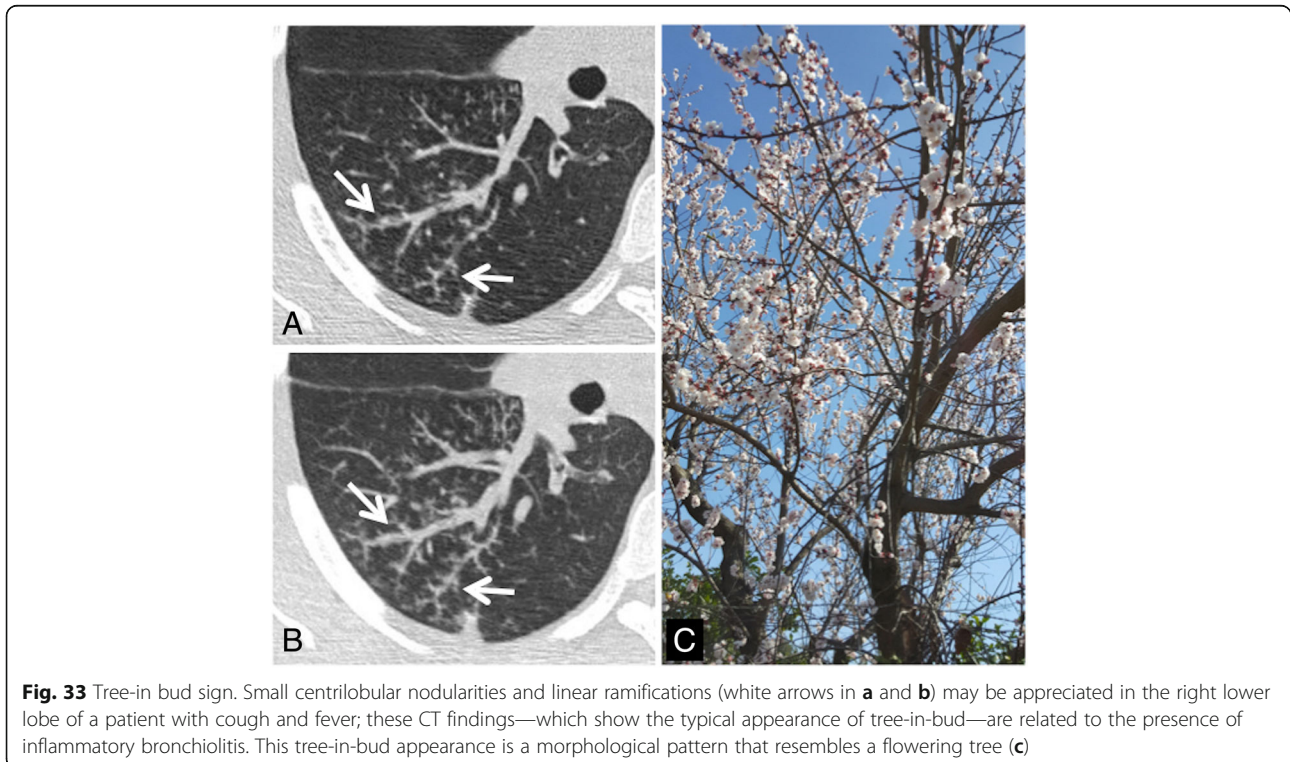 A
B
C
Fig. 33 Tree-in bud sign. Small centrilobular nodularities and linear ramifications (white arrows in a and b) may be appreciated in the right lower
lobe of a patient with cough and fever; these CT findings—which show the typical appearance of tree-in-bud—are related to the presence of
inflammatory bronchiolitis. This tree-in-bud appearance is a morphological pattern that resembles a flowering tree (c)